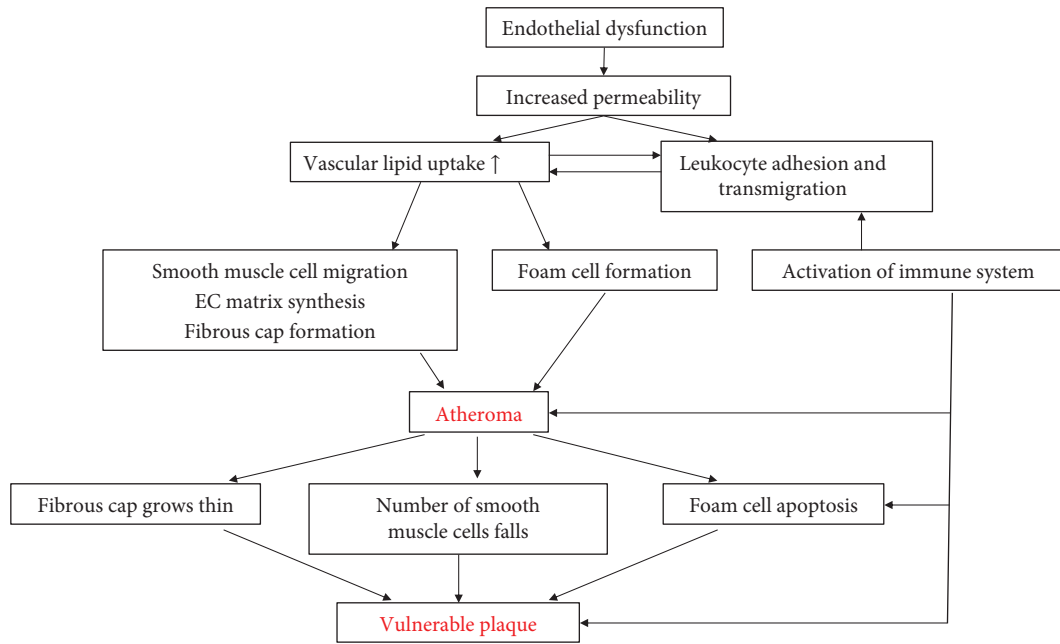 Endothelial dysfunction
Increased permeability
Vascular lipid uptake ↑
Leukocyte adhesion and
transmigration
Smooth muscle cell migration
EC matrix synthesis
Fibrous cap formation
Foam cell formation
Activation of immune system
Atheroma
Fibrous cap grows thin
Number of smooth
muscle cells falls
Foam cell apoptosis
Vulnerable plaque